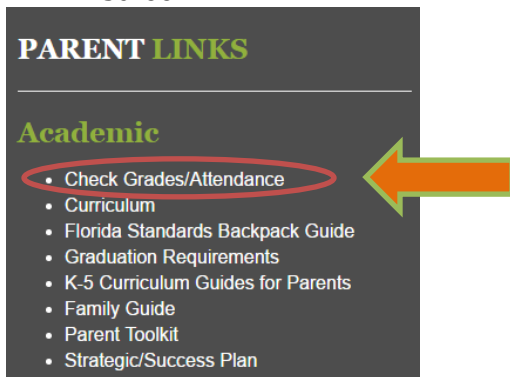 PARENT LINKS
Academic
• Check Grades/Attendance
• Curriculum
• Florida Standards Backpack Guide
• Graduation Requirements
• K-5 Curriculum Guides for Parents
• Family Guide
• Parent Toolkit
• Strategic/Success Plan